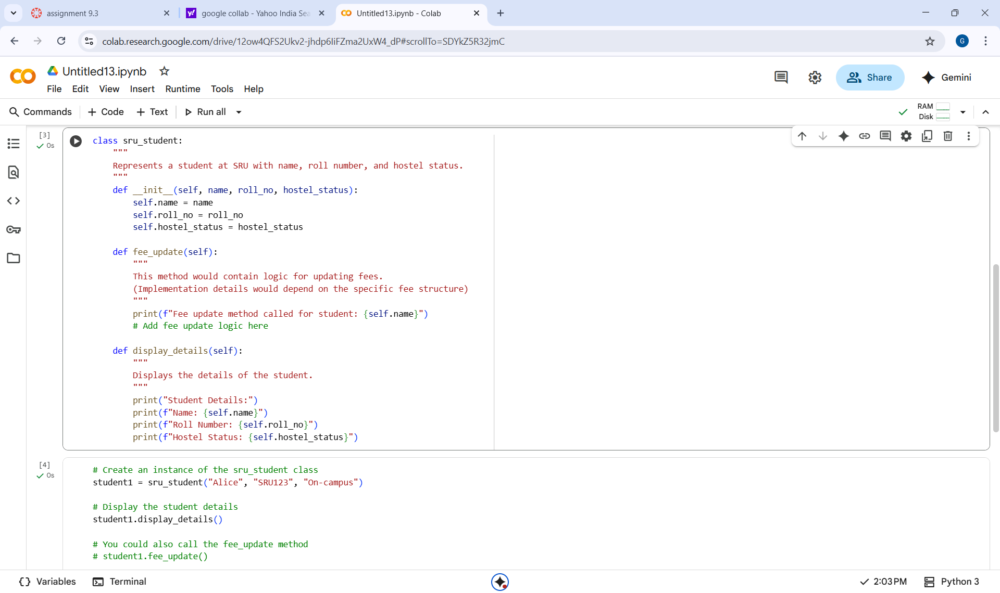 assignment 9.3
google collab - Yahoo India Sea
Untitled13.ipynb - Colab
colab.research.google.com/drive/12ow4QFS2Ukv2-jhdp6IiFZma2UxW4_dP#scrollTo=SDYkZ5R32jmC
G
Untitled13.ipynb
File Edit View Insert Runtime Tools Help
Share
Gemini
Commands + Code + Text Run all
RAM
Disk
[3]
0s
class sru_student:
"""
Represents a student at SRU with name, roll number, and hostel status.
"""
def __init__(self, name, roll_no, hostel_status):
self.name = name
self.roll_no = roll_no
self.hostel_status = hostel_status
def fee_update(self):
"""
This method would contain logic for updating fees.
(Implementation details would depend on the specific fee structure)
"""
print(f"Fee update method called for student: {self.name}")
# Add fee update logic here
def display_details(self):
"""
Displays the details of the student.
"""
print("Student Details:")
print(f"Name: {self.name}")
print(f"Roll Number: {self.roll_no}")
print(f"Hostel Status: {self.hostel_status}")
[4]
0s
# Create an instance of the sru_student class
student1 = sru_student("Alice", "SRU123", "On-campus")
# Display the student details
student1.display_details()
# You could also call the fee_update method
# student1.fee_update()
{} Variables Terminal
2:03 PM Python 3